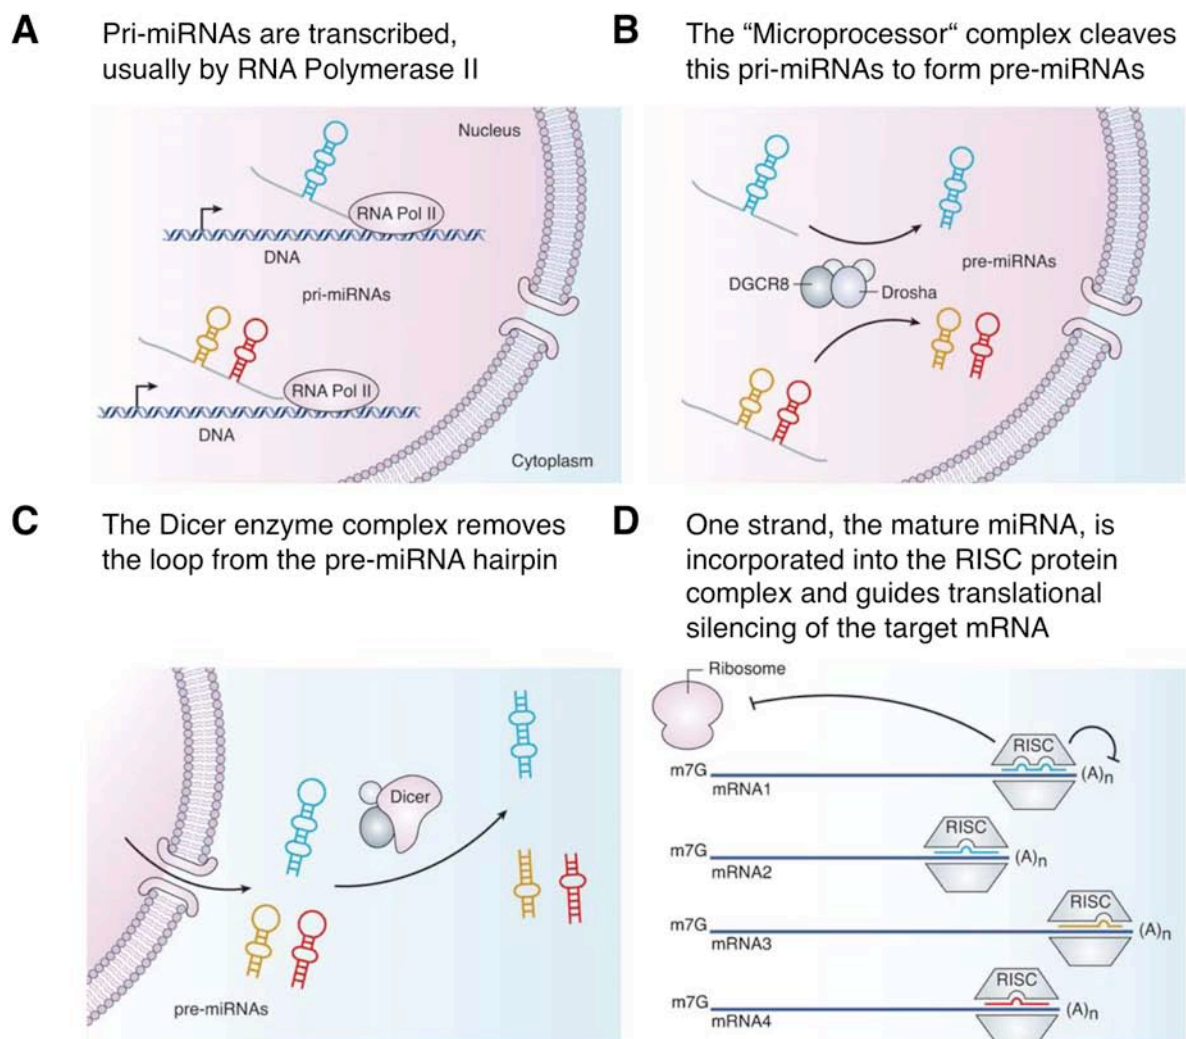 A
Pri-miRNAs are transcribed,
usually by RNA Polymerase II
Nucleus
RNA Pol II
DNA
pri-miRNAs
RNA Pol II
DNA
Cytoplasm
B
The “Microprocessor“ complex cleaves
this pri-miRNAs to form pre-miRNAs
pre-miRNAs
DGCR8
Drosha
C
The Dicer enzyme complex removes
the loop from the pre-miRNA hairpin
Dicer
pre-miRNAs
D
One strand, the mature miRNA, is
incorporated into the RISC protein
complex and guides translational
silencing of the target mRNA
Ribosome
RISC
m7G
(A)n
mRNA1
RISC
m7G
(A)n
mRNA2
RISC
m7G
(A)n
mRNA3
RISC
m7G
(A)n
mRNA4